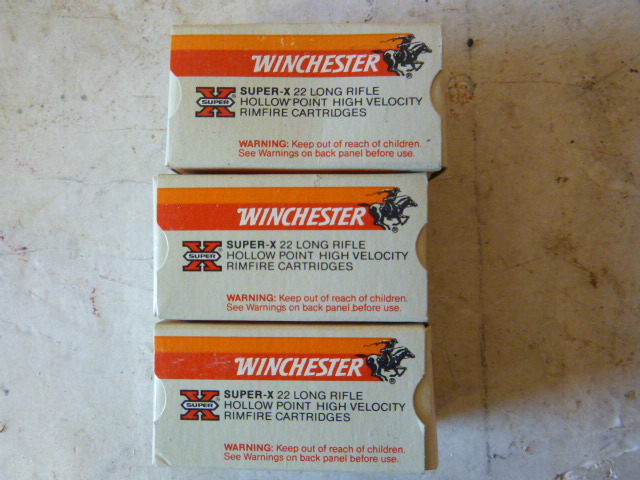 WINCHESTER
®
X SUPER ®
SUPER-X 22 LONG RIFLE
HOLLOW POINT HIGH VELOCITY
RIMFIRE CARTRIDGES
WARNING: Keep out of reach of children.
See Warnings on back panel before use.
WINCHESTER
®
X SUPER ®
SUPER-X 22 LONG RIFLE
HOLLOW POINT HIGH VELOCITY
RIMFIRE CARTRIDGES
WARNING: Keep out of reach of children.
See Warnings on back panel before use.
WINCHESTER
®
X SUPER ®
SUPER-X 22 LONG RIFLE
HOLLOW POINT HIGH VELOCITY
RIMFIRE CARTRIDGES
WARNING: Keep out of reach of children.
See Warnings on back panel before use.